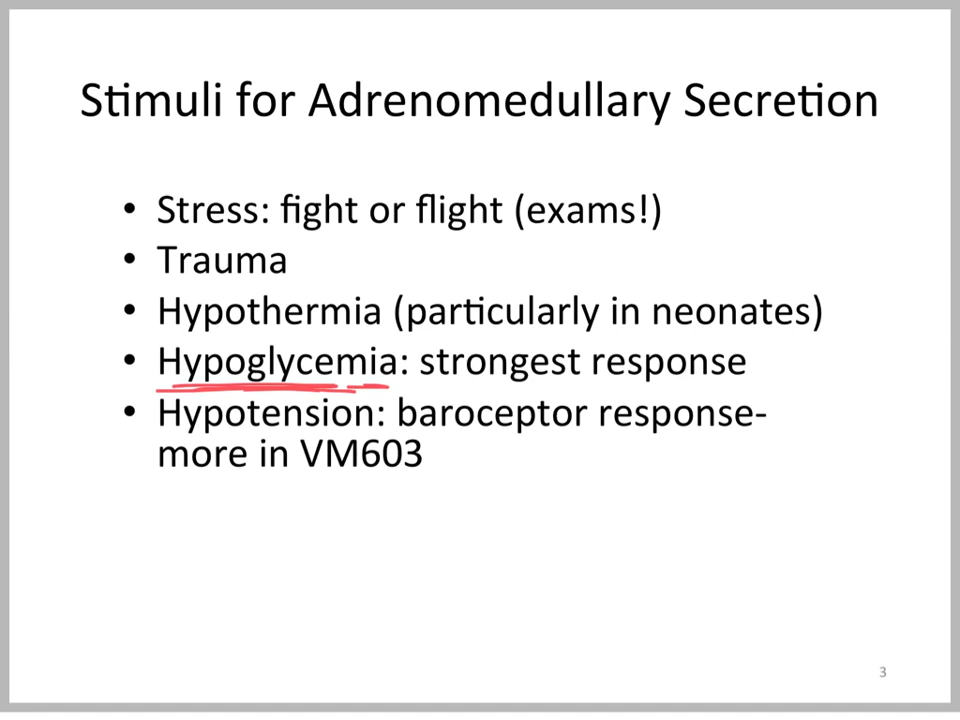 Stimuli for Adrenomedullary Secretion
• Stress: fight or flight (exams!)
• Trauma
• Hypothermia (particularly in neonates)
• Hypoglycemia: strongest response
• Hypotension: baroceptor response-
more in VM603
3